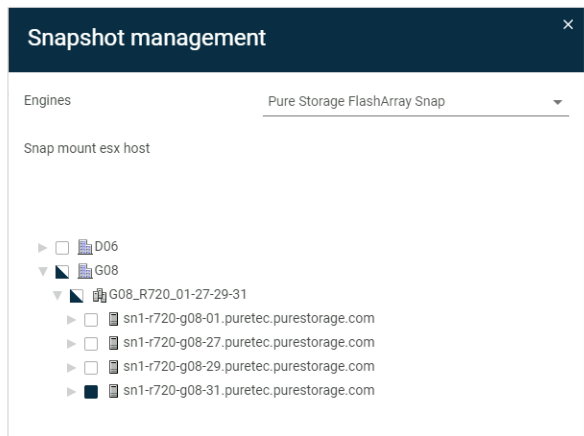 Snapshot management
Engines
Pure Storage FlashArray Snap
Snap mount esx host
D06
G08
G08_R720_01-27-29-31
sn1-r720-g08-01.puretec.purestorage.com
sn1-r720-g08-27.puretec.purestorage.com
sn1-r720-g08-29.puretec.purestorage.com
sn1-r720-g08-31.puretec.purestorage.com